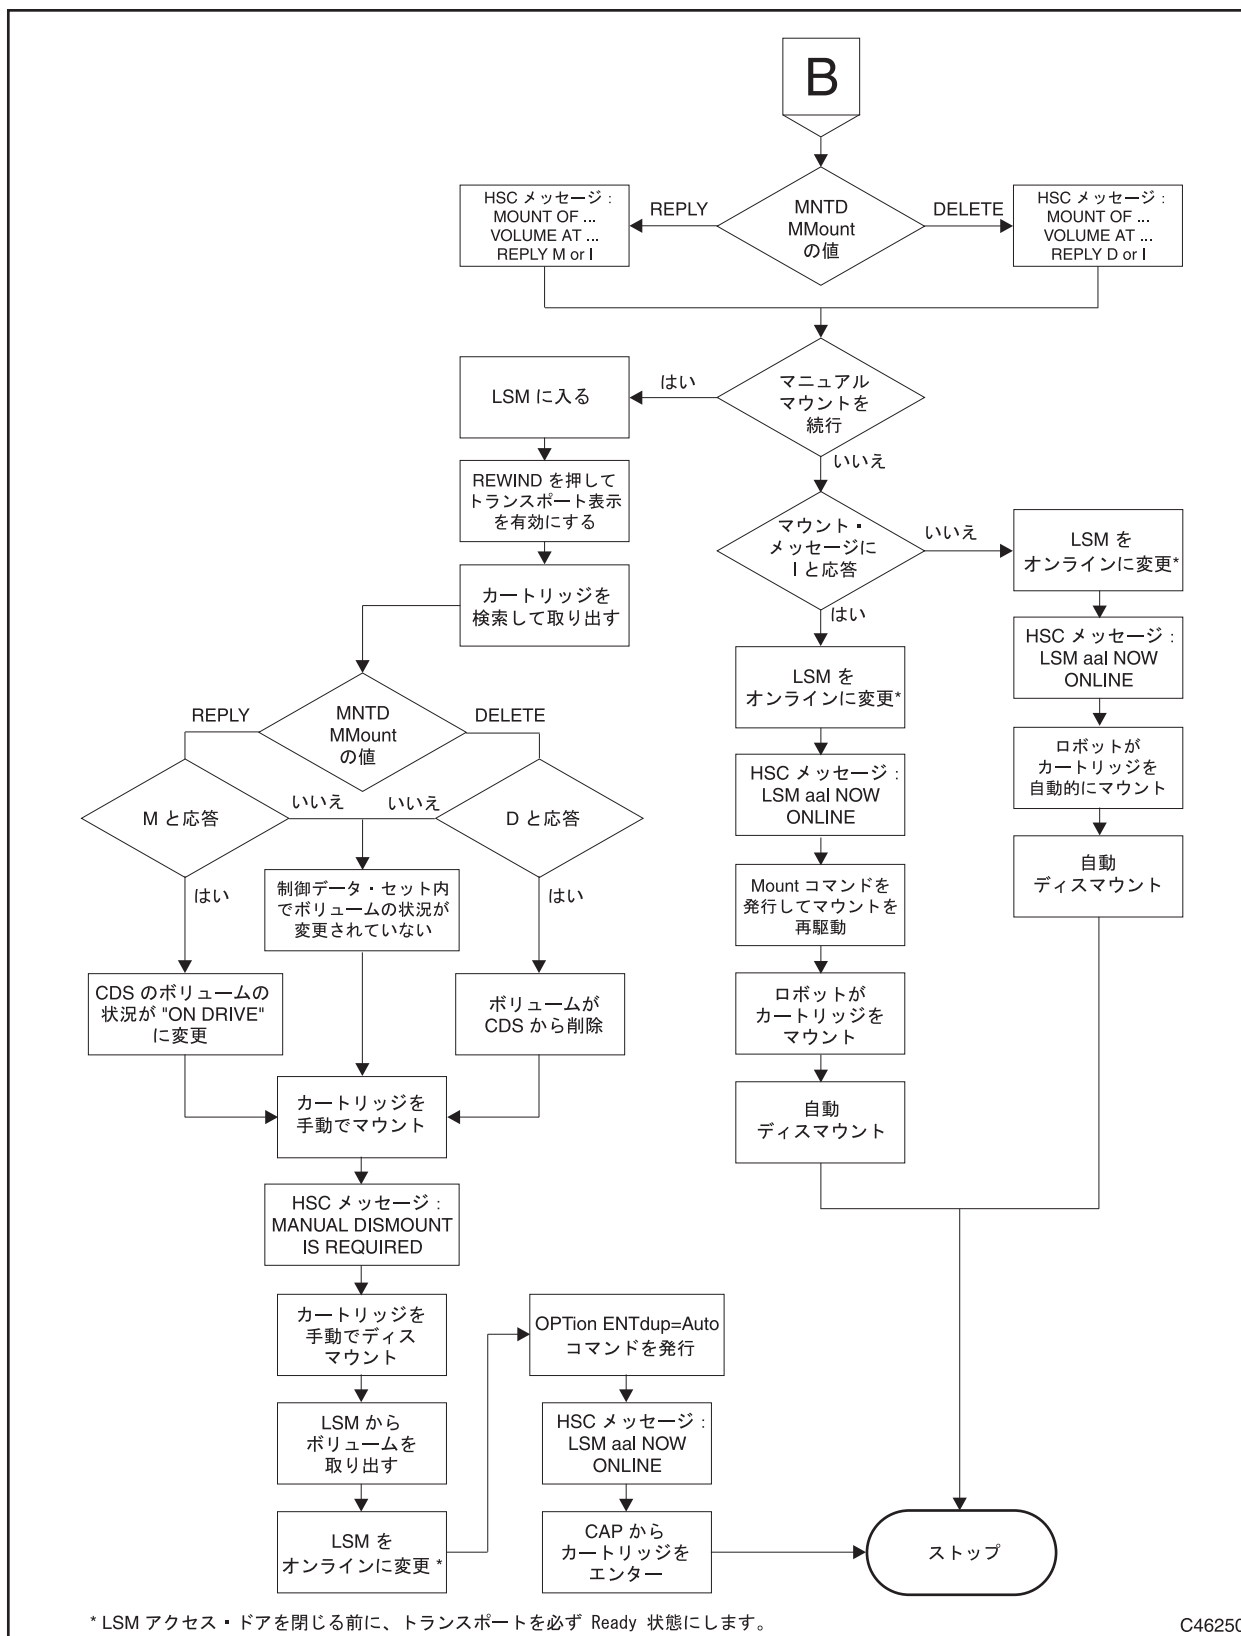 B
HSC メッセージ :
MOUNT OF ...
VOLUME AT ...
REPLY M or I
REPLY
MNTD
MMount
の値
DELETE
HSC メッセージ :
MOUNT OF ...
VOLUME AT ...
REPLY D or I
LSM に入る
はい
マニュアル
マウントを
続行
いいえ
REWIND を押して
トランスポート表示
を有効にする
マウント・
メッセージに
I と応答
いいえ
LSM を
オンラインに変更*
カートリッジを
検索して取り出す
はい
HSC メッセージ :
LSM aal NOW
ONLINE
LSM を
オンラインに変更*
REPLY
MNTD
MMount
の値
DELETE
ロボットが
カートリッジを
自動的にマウント
HSC メッセージ :
LSM aal NOW
ONLINE
M と応答
いいえ
いいえ
D と応答
自動
ディスマウント
はい
制御データ・セット内
でボリュームの状況が
変更されていない
はい
Mount コマンドを
発行してマウントを
再駆動
CDS のボリュームの
状況が "ON DRIVE"
に変更
ボリュームが
CDS から削除
ロボットが
カートリッジを
マウント
カートリッジを
手動でマウント
自動
ディスマウント
HSC メッセージ :
MANUAL DISMOUNT
IS REQUIRED
カートリッジを
手動でディス
マウント
OPTion ENTdup=Auto
コマンドを発行
LSM から
ボリュームを
取り出す
HSC メッセージ :
LSM aal NOW
ONLINE
LSM を
オンラインに変更 *
CAP から
カートリッジを
エンター
ストップ
* LSM アクセス・ドアを閉じる前に、トランスポートを必ず Ready 状態にします。
C46250